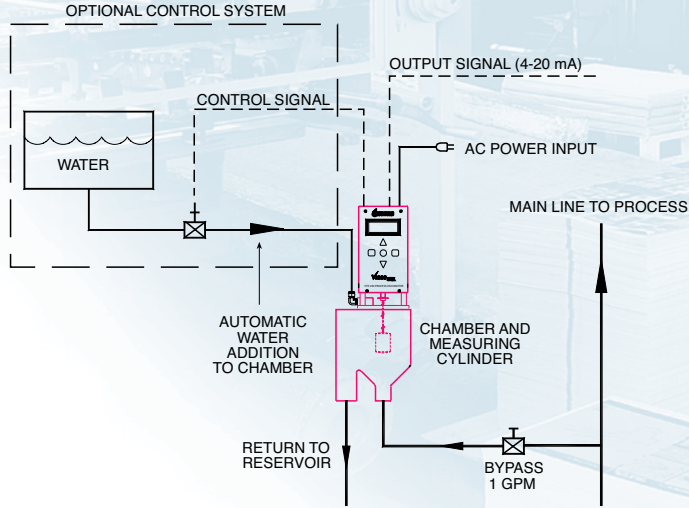 OPTIONAL CONTROL SYSTEM
OUTPUT SIGNAL (4-20 mA)
CONTROL SIGNAL
WATER
AC POWER INPUT
MAIN LINE TO PROCESS
AUTOMATIC
WATER
ADDITION
TO CHAMBER
CHAMBER AND
MEASURING
CYLINDER
RETURN TO
RESERVOIR
BYPASS
1 GPM